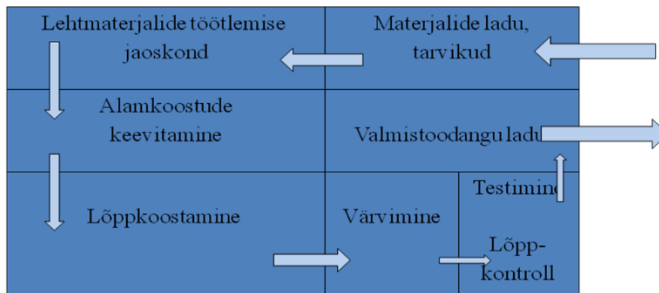 Lehtmaterjalide töötlemise
jaoskond
Materjalide ladu,
tarvikud
Alamkoostude
keevitamine
Valmistoodangu ladu
Lõppkoostamine
Värvimine
Testimine
Lõpp-
kontroll